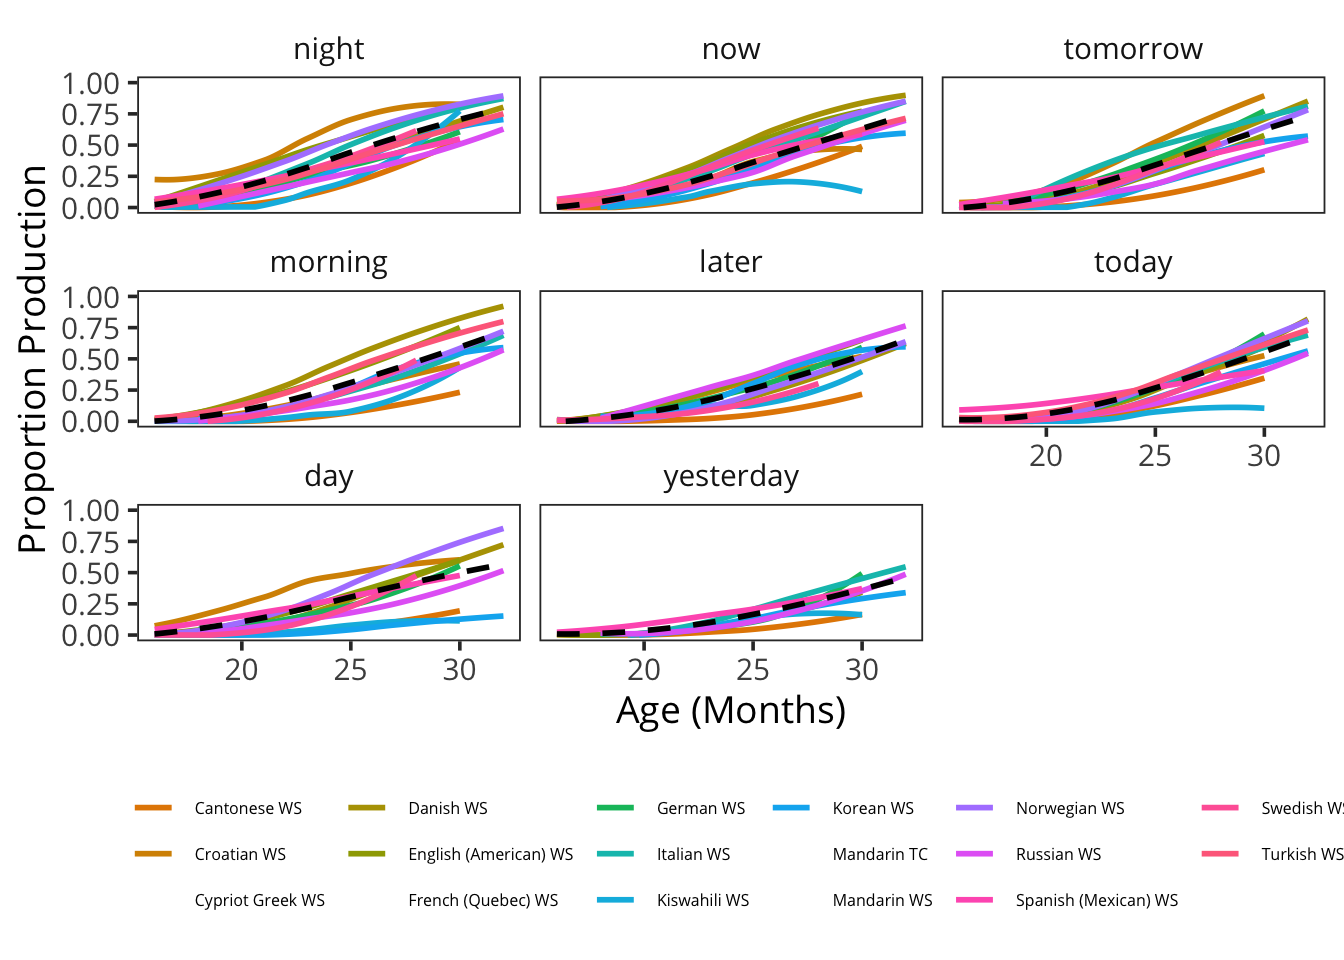 night now tomorrow
1.00
0.75
0.50
0.25
0.00
morning later today
1.00
0.75
0.50
0.25
0.00
20 25 30
day yesterday
1.00
0.75
0.50
0.25
0.00
20 25 30 20 25 30
Proportion Production
Age (Months)
Cantonese WS Danish WS German WS Korean WS Norwegian WS Swedish WS
Croatian WS English (American) WS Italian WS Mandarin TC Russian WS Turkish WS
Cypriot Greek WS French (Quebec) WS Kiswahili WS Mandarin WS Spanish (Mexican) WS